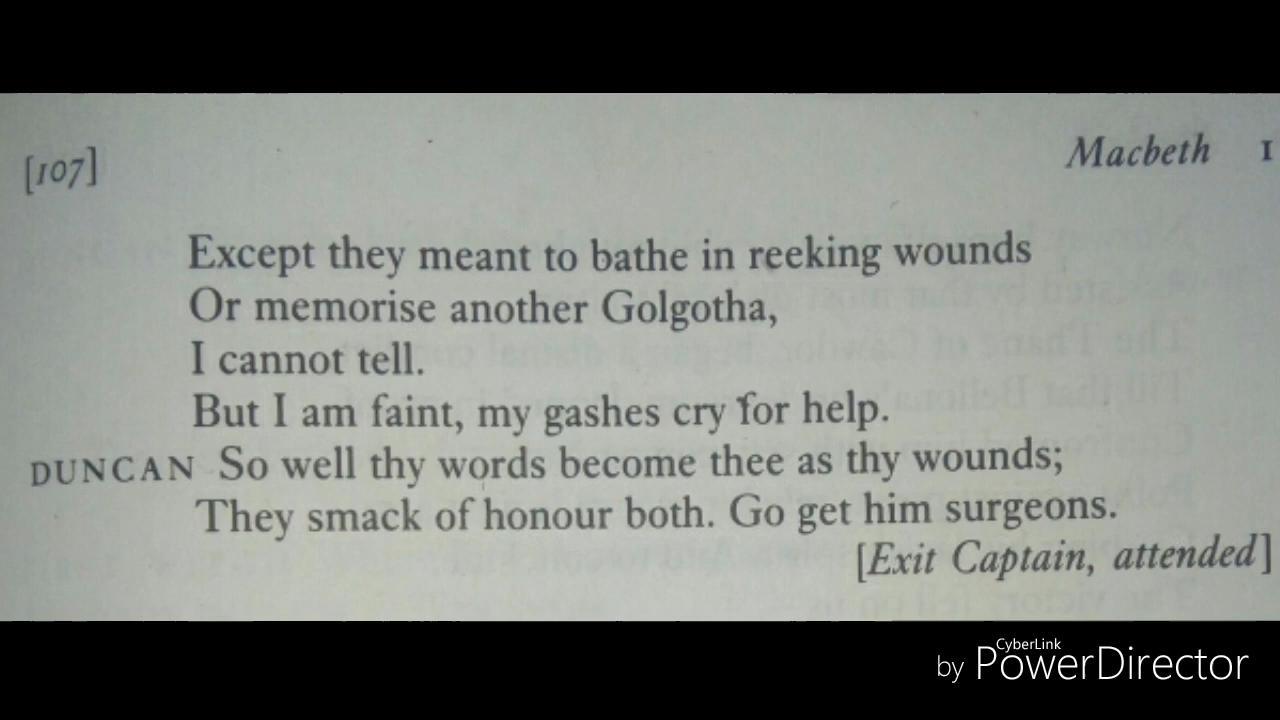 [107]
Macbeth 1
Except they meant to bathe in reeking wounds
Or memorise another Golgotha,
I cannot tell.
But I am faint, my gashes cry for help.
DUNCAN So well thy words become thee as thy wounds;
They smack of honour both. Go get him surgeons.
[Exit Captain, attended]
CyberLink
by PowerDirector